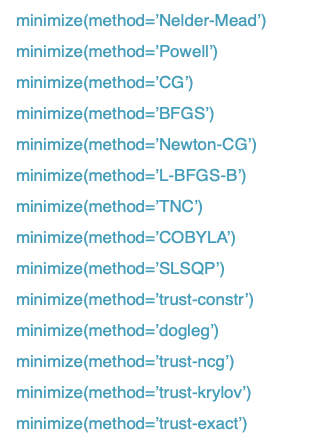 minimize(method=’Nelder-Mead’)
minimize(method=’Powell’)
minimize(method=’CG’)
minimize(method=’BFGS’)
minimize(method=’Newton-CG’)
minimize(method=’L-BFGS-B’)
minimize(method=’TNC’)
minimize(method=’COBYLA’)
minimize(method=’SLSQP’)
minimize(method=’trust-constr’)
minimize(method=’dogleg’)
minimize(method=’trust-ncg’)
minimize(method=’trust-krylov’)
minimize(method=’trust-exact’)